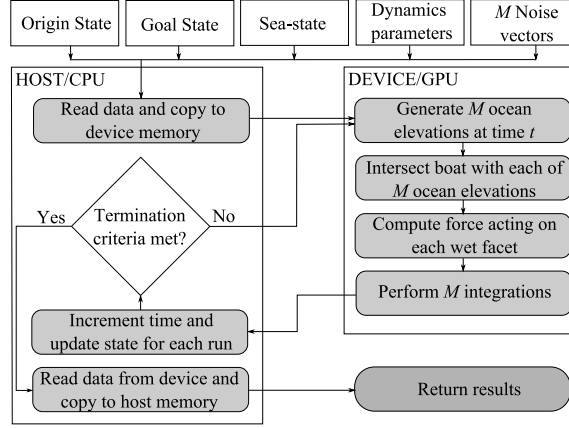 Origin State
Goal State
Sea-state
Dynamics
parameters
M Noise
vectors
HOST/CPU
DEVICE/GPU
Read data and copy to
device memory
Generate M ocean
elevations at time t
Intersect boat with each of
M ocean elevations
Yes
Termination
criteria met?
No
Compute force acting on
each wet facet
Perform M integrations
Increment time and
update state for each run
Read data from device and
copy to host memory
Return results